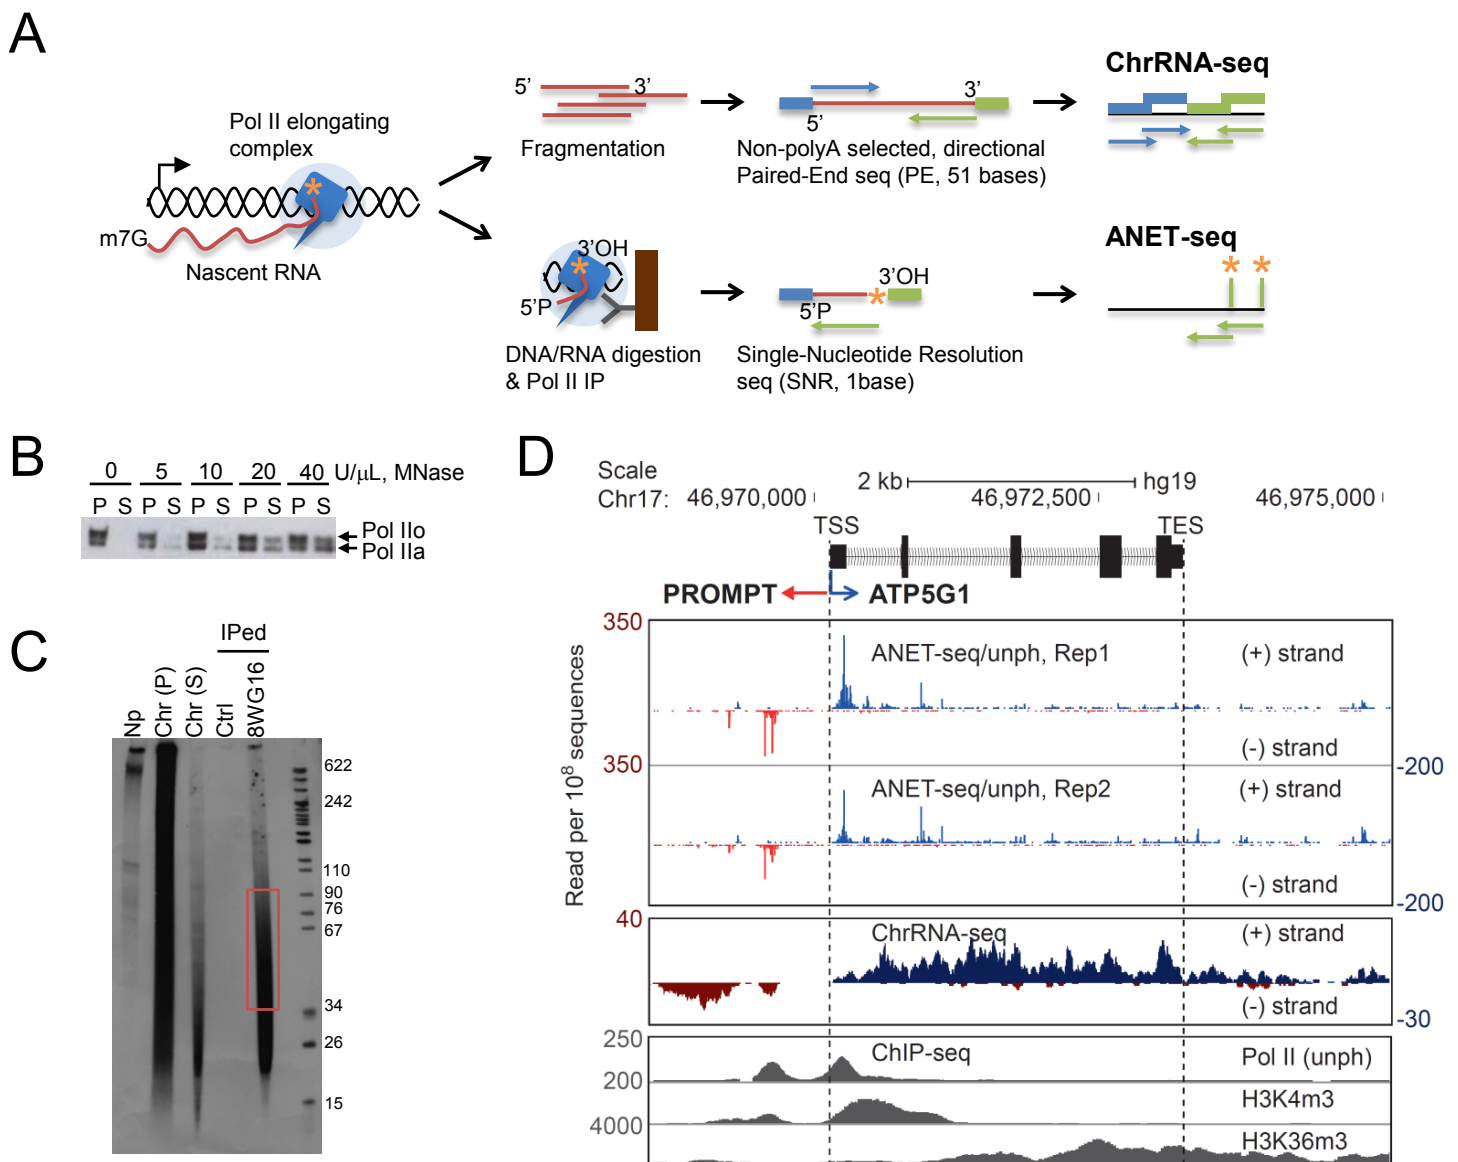 A
Pol II elongating
complex
m7G
Nascent RNA
5' 3'
Fragmentation
3'
5'
Non-polyA selected, directional
Paired-End seq (PE, 51 bases)
ChrRNA-seq
3'OH
5'P
DNA/RNA digestion
& Pol II IP
3'OH
5'P
Single-Nucleotide Resolution
seq (SNR, 1base)
ANET-seq
B
0 5 10 20 40 U/μL, MNase
P S P S P S P S P S
Pol IIo
Pol IIa
C
IPed
Np Chr (P) Chr (S) Ctrl 8WG16
622
242
110
90
76
67
34
26
15
D
Scale 2 kb hg19
Chr17: 46,970,000 46,972,500 46,975,000
TSS TES
PROMPT ATP5G1
Read per 10⁸ sequences
350
ANET-seq/unph, Rep1 (+) strand
(-) strand
350 -200
ANET-seq/unph, Rep2 (+) strand
(-) strand
-200
40
ChrRNA-seq (+) strand
(-) strand
-30
250
ChIP-seq Pol II (unph)
200
H3K4m3
4000
H3K36m3